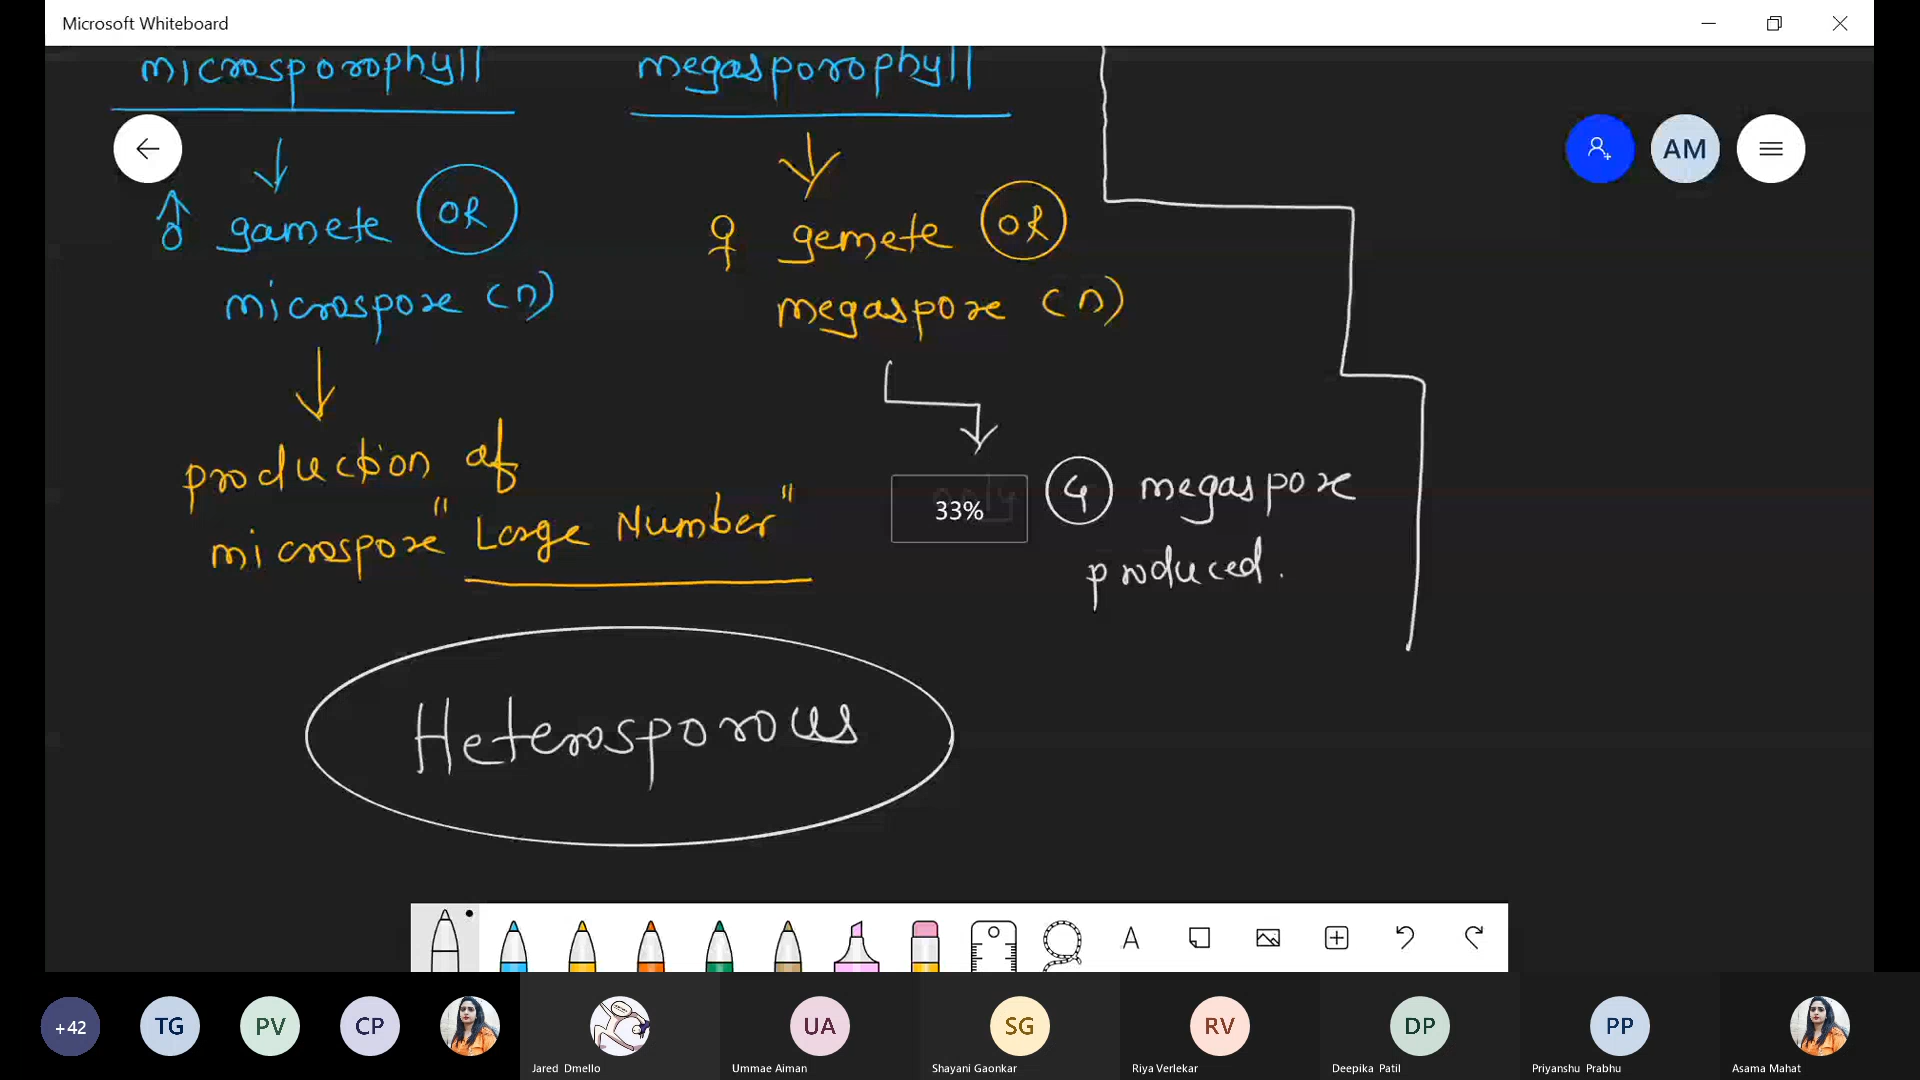 Microsoft Whiteboard
microsporophyll
megasporophyll
AM
♂ gamete OR
microspore (n)
♀ gemete OR
megaspore (n)
production of
microspore "Large Number"
only
33%
4 megaspore
produced.
Heterosporous
A
+42
TG
PV
CP
Jared Dmello
UA
Ummae Aiman
SG
Shayani Gaonkar
RV
Riya Verlekar
DP
Deepika Patil
PP
Priyanshu Prabhu
Asama Mahat